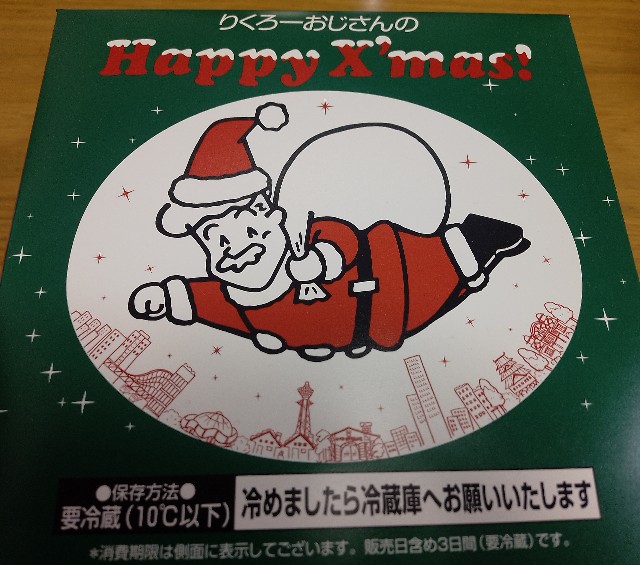 りくろーおじさんの
Happy X'mas!
●保存方法●
要冷蔵(10℃以下)
冷めましたら冷蔵庫へお願いいたします
*消費期限は側面に表示してございます。販売日含め3日間(要冷蔵)です。